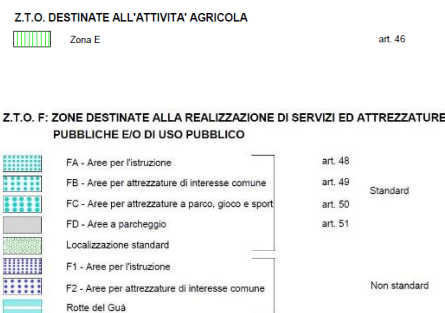 Z.T.O. DESTINATE ALL'ATTIVITA' AGRICOLA
Zona E art. 46
Z.T.O. F: ZONE DESTINATE ALLA REALIZZAZIONE DI SERVIZI ED ATTREZZATURE
PUBBLICHE E/O DI USO PUBBLICO
FA - Aree per l'istruzione art. 48
FB - Aree per attrezzature di interesse comune art. 49
Standard
FC - Aree per attrezzature a parco, gioco e sport art. 50
FD - Aree a parcheggio art. 51
Localizzazione standard
F1 - Aree per l'istruzione
F2 - Aree per attrezzature di interesse comune Non standard
Rotte del Guà